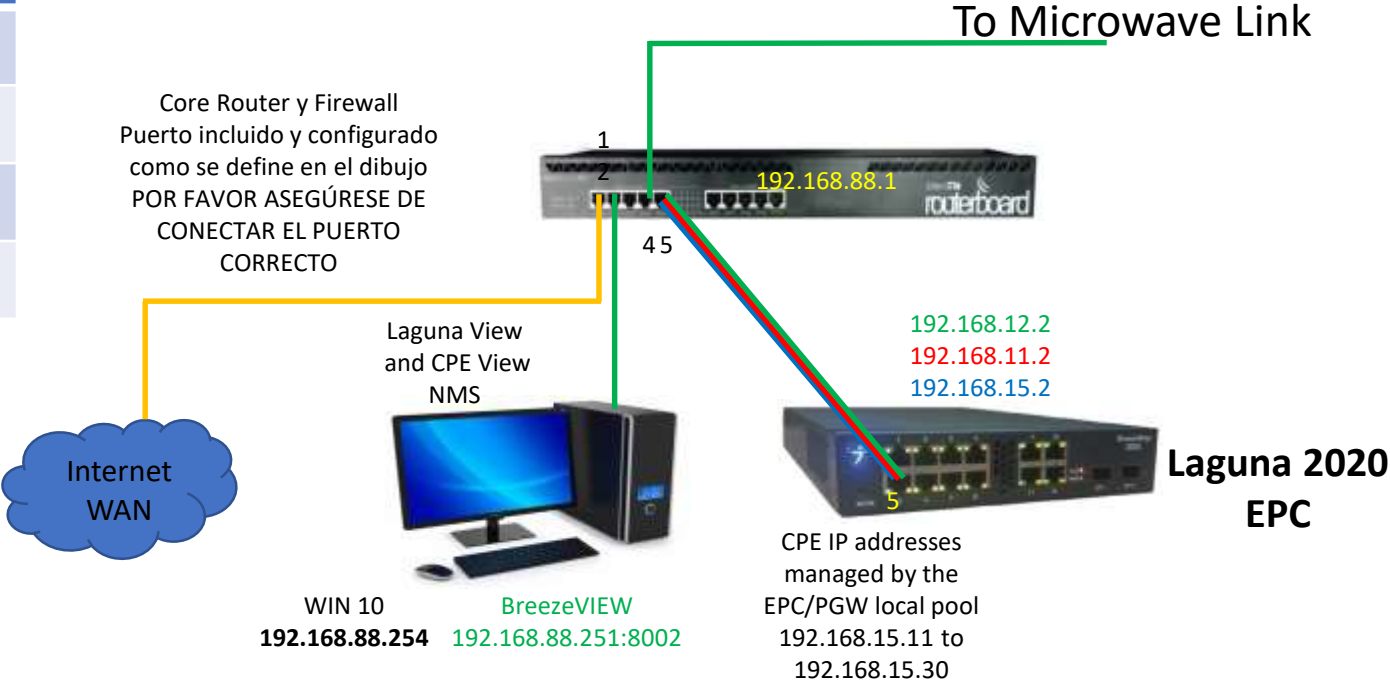 To Microwave Link
Core Router y Firewall
Puerto incluido y configurado
como se define en el dibujo
POR FAVOR ASEGÚRESE DE
CONECTAR EL PUERTO
CORRECTO
1
2
192.168.88.1
routerboard
4 5
Laguna View
and CPE View
NMS
192.168.12.2
192.168.11.2
192.168.15.2
Internet
WAN
5
Laguna 2020
EPC
CPE IP addresses
managed by the
EPC/PGW local pool
192.168.15.11 to
192.168.15.30
WIN 10
192.168.88.254
BreezeVIEW
192.168.88.251:8002